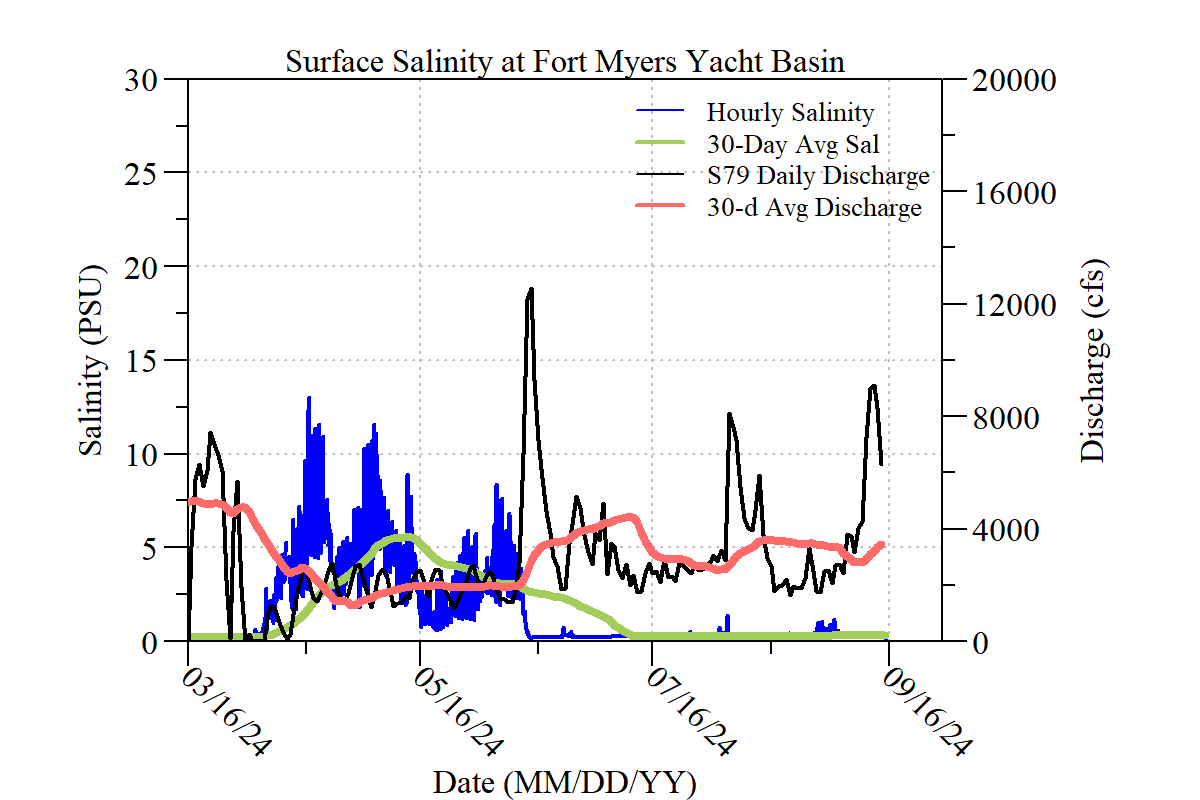 Surface Salinity at Fort Myers Yacht Basin
30
25
20
15
10
5
0
Salinity (PSU)
Hourly Salinity
30-Day Avg Sal
S79 Daily Discharge
30-d Avg Discharge
20000
16000
12000
8000
4000
0
Discharge (cfs)
03/16/24
05/16/24
07/16/24
09/16/24
Date (MM/DD/YY)